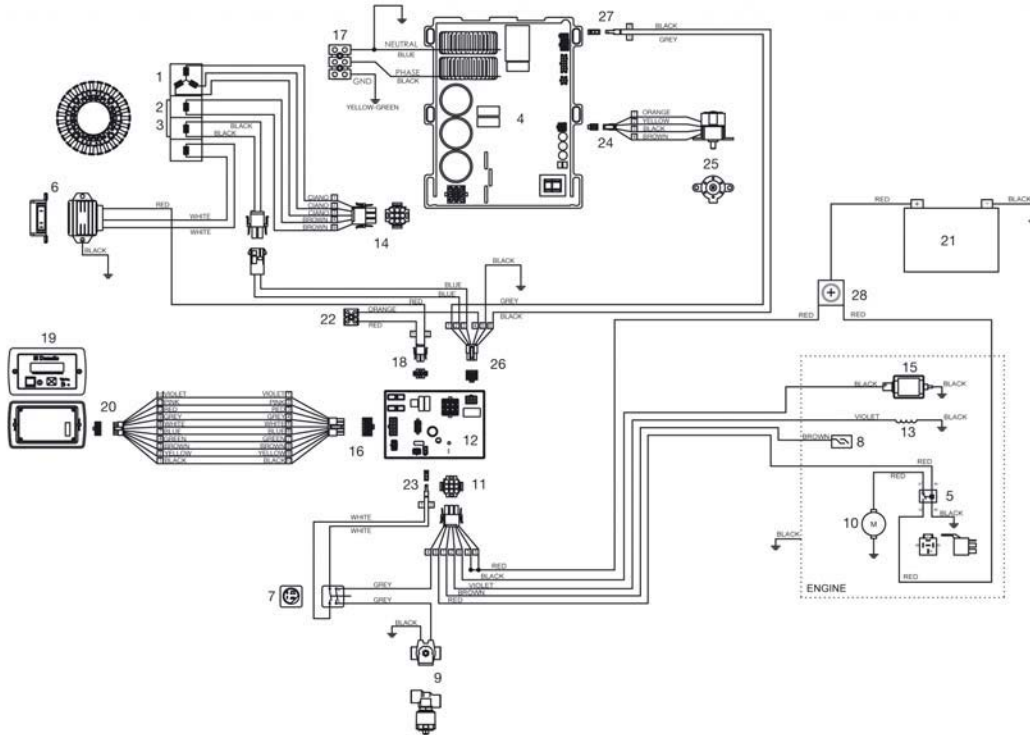 27
BLACK
GREY
17
NEUTRAL
BLUE
PHASE
BLACK
GND
YELLOW-GREEN
4
1
2
3
BLACK
BLACK
ORANGE
YELLOW
BLACK
BROWN
24
25
6
RED
WHITE
WHITE
BLACK
CIANO
CIANO
CIANO
BROWN
BROWN
14
RED
BLACK
21
28
RED
RED
BLACK
BLUE
BLUE
RED
GREY
ORANGE
BLACK
22
RED
18
26
19
20
VIOLET
PINK
RED
GREY
WHITE
BLUE
GREEN
BROWN
YELLOW
BLACK
VIOLET
PINK
RED
GREY
WHITE
BLUE
GREEN
BROWN
YELLOW
BLACK
16
12
15
BLACK
BLACK
VIOLET
BLACK
13
BROWN
8
RED
RED
5
10
M
BLACK
BLACK
RED
ENGINE
23
11
WHITE
WHITE
RED
BLACK
VIOLET
BROWN
RED
7
GREY
GREY
BLACK
9